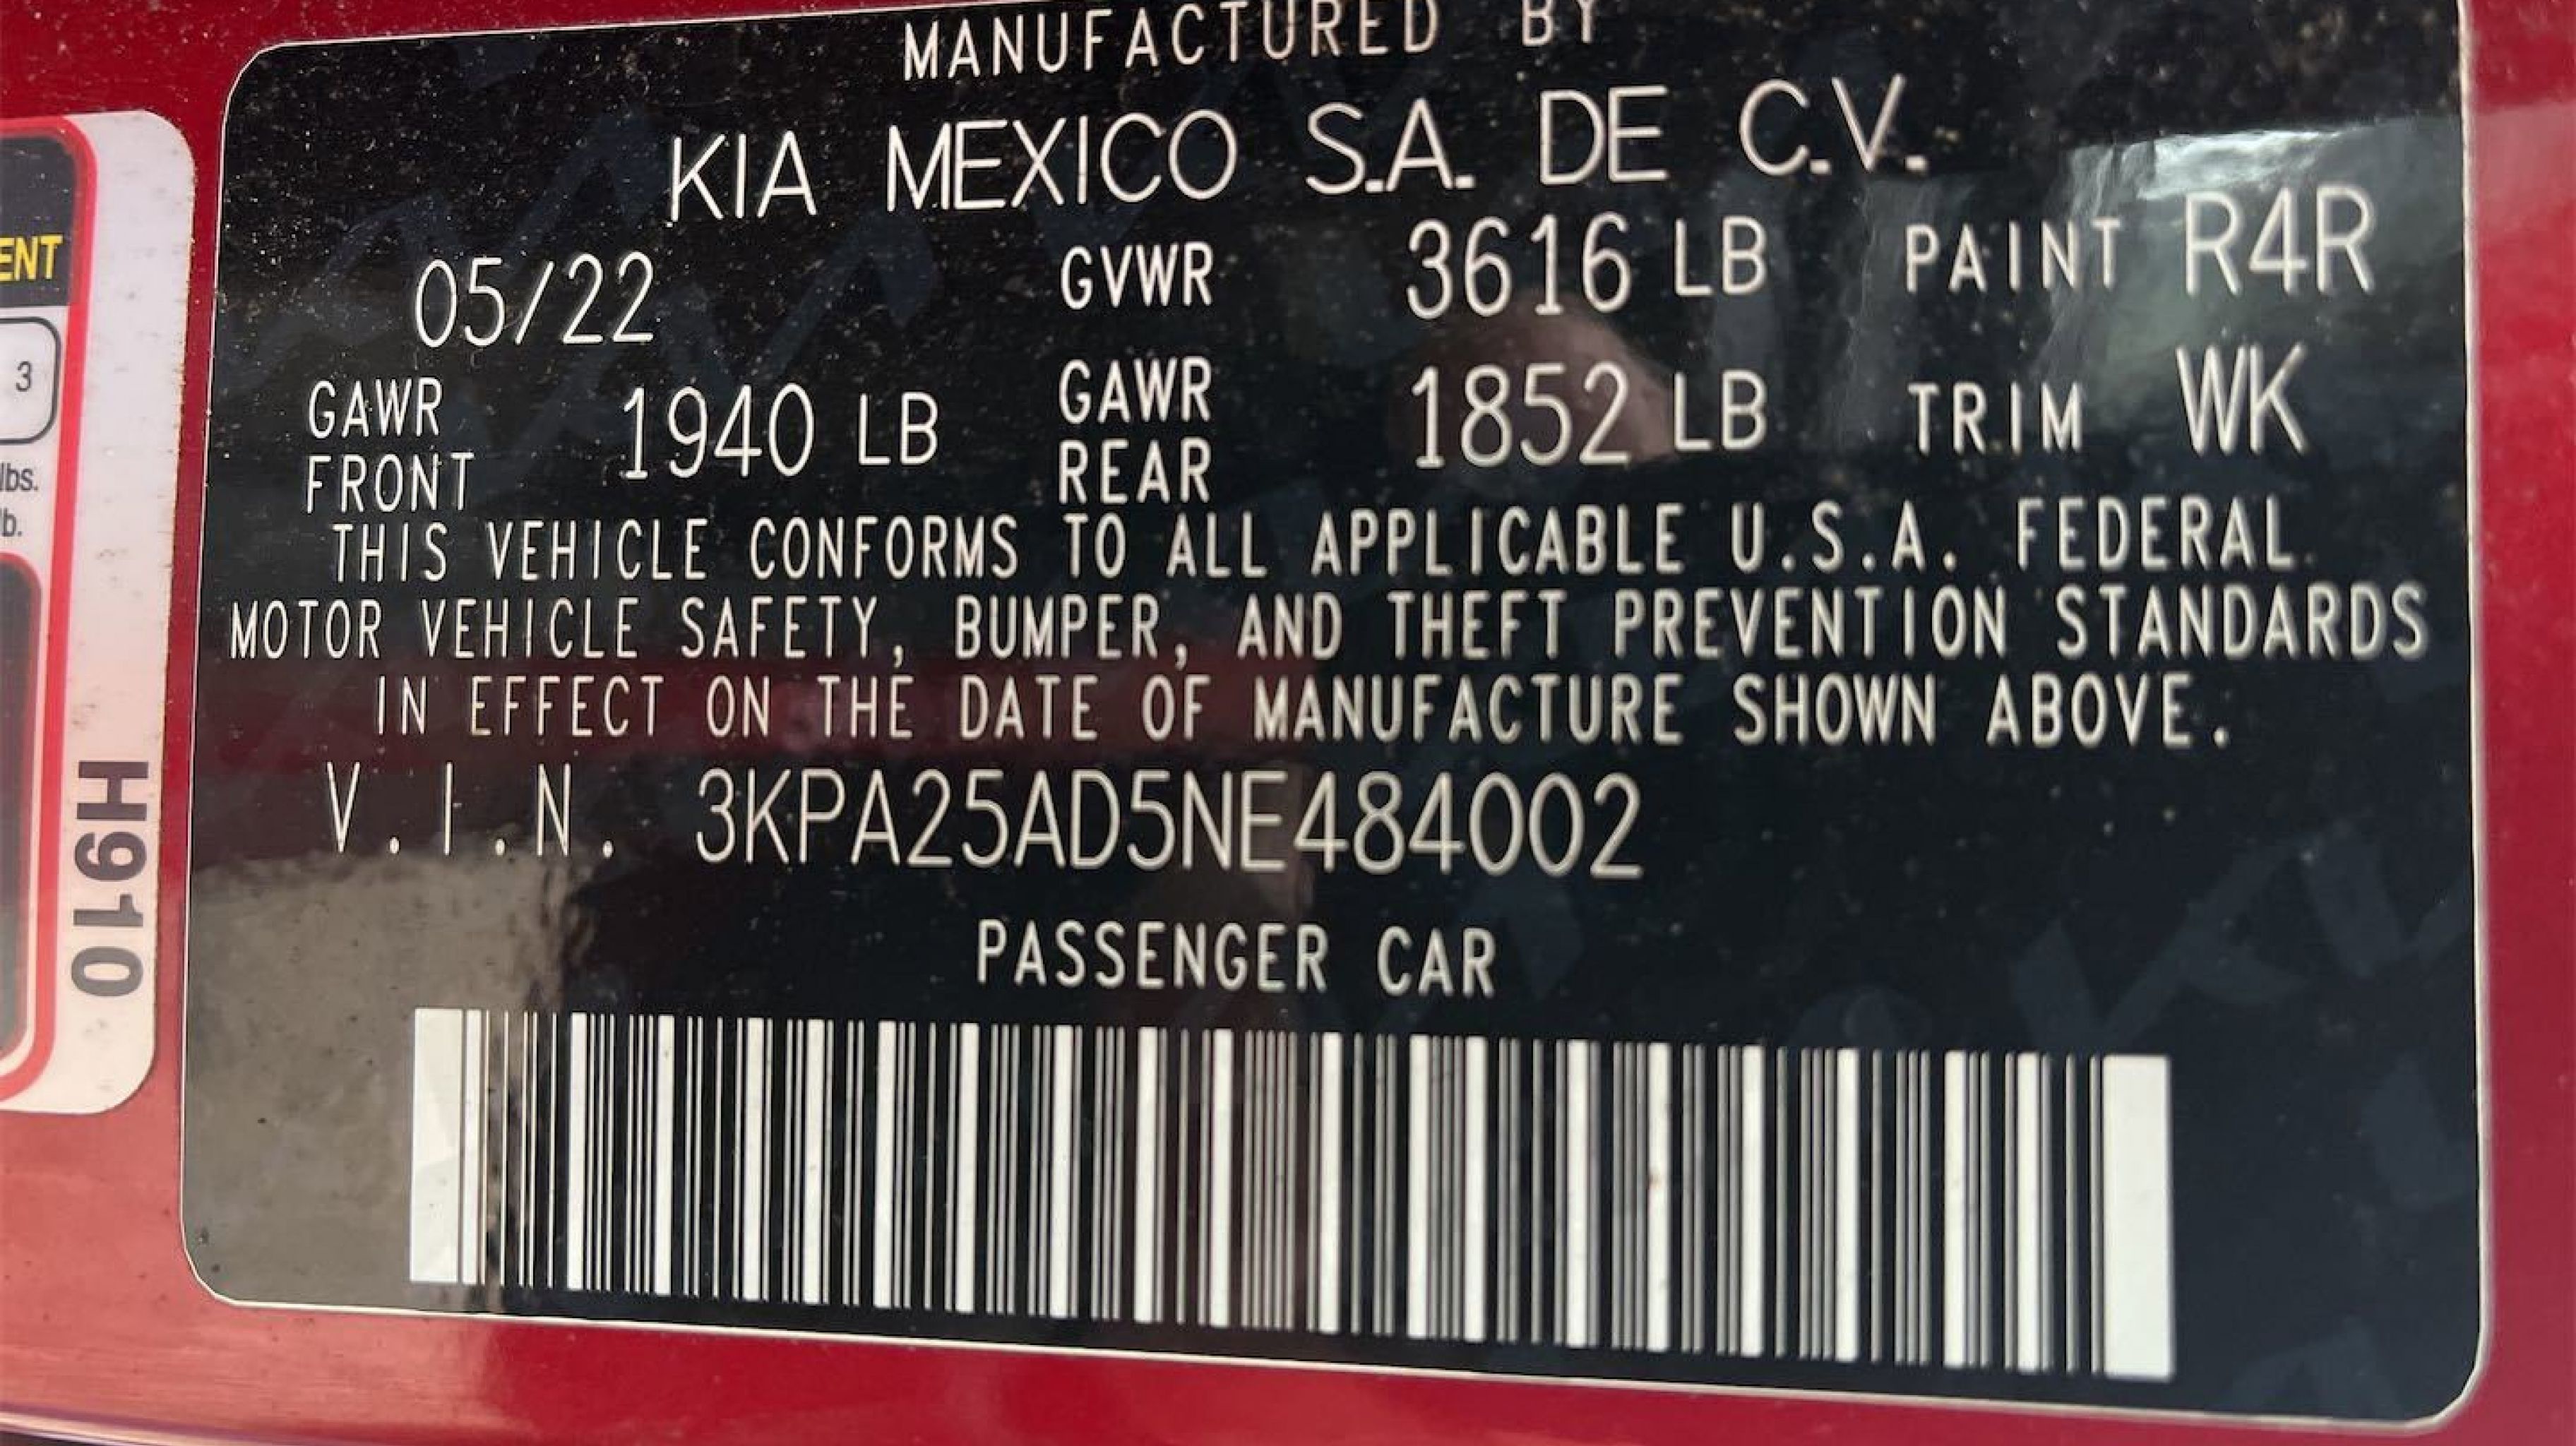 MANUFACTURED BY
KIA MEXICO S.A. DE C.V.
05/22 GVWR 3616 LB PAINT R4R
GAWR FRONT 1940 LB GAWR REAR 1852 LB TRIM WK
THIS VEHICLE CONFORMS TO ALL APPLICABLE U.S.A. FEDERAL
MOTOR VEHICLE SAFETY, BUMPER, AND THEFT PREVENTION STANDARDS
IN EFFECT ON THE DATE OF MANUFACTURE SHOWN ABOVE.
V.I.N. 3KPA25AD5NE484002
PASSENGER CAR
ENT
3
lbs.
lb.
H910